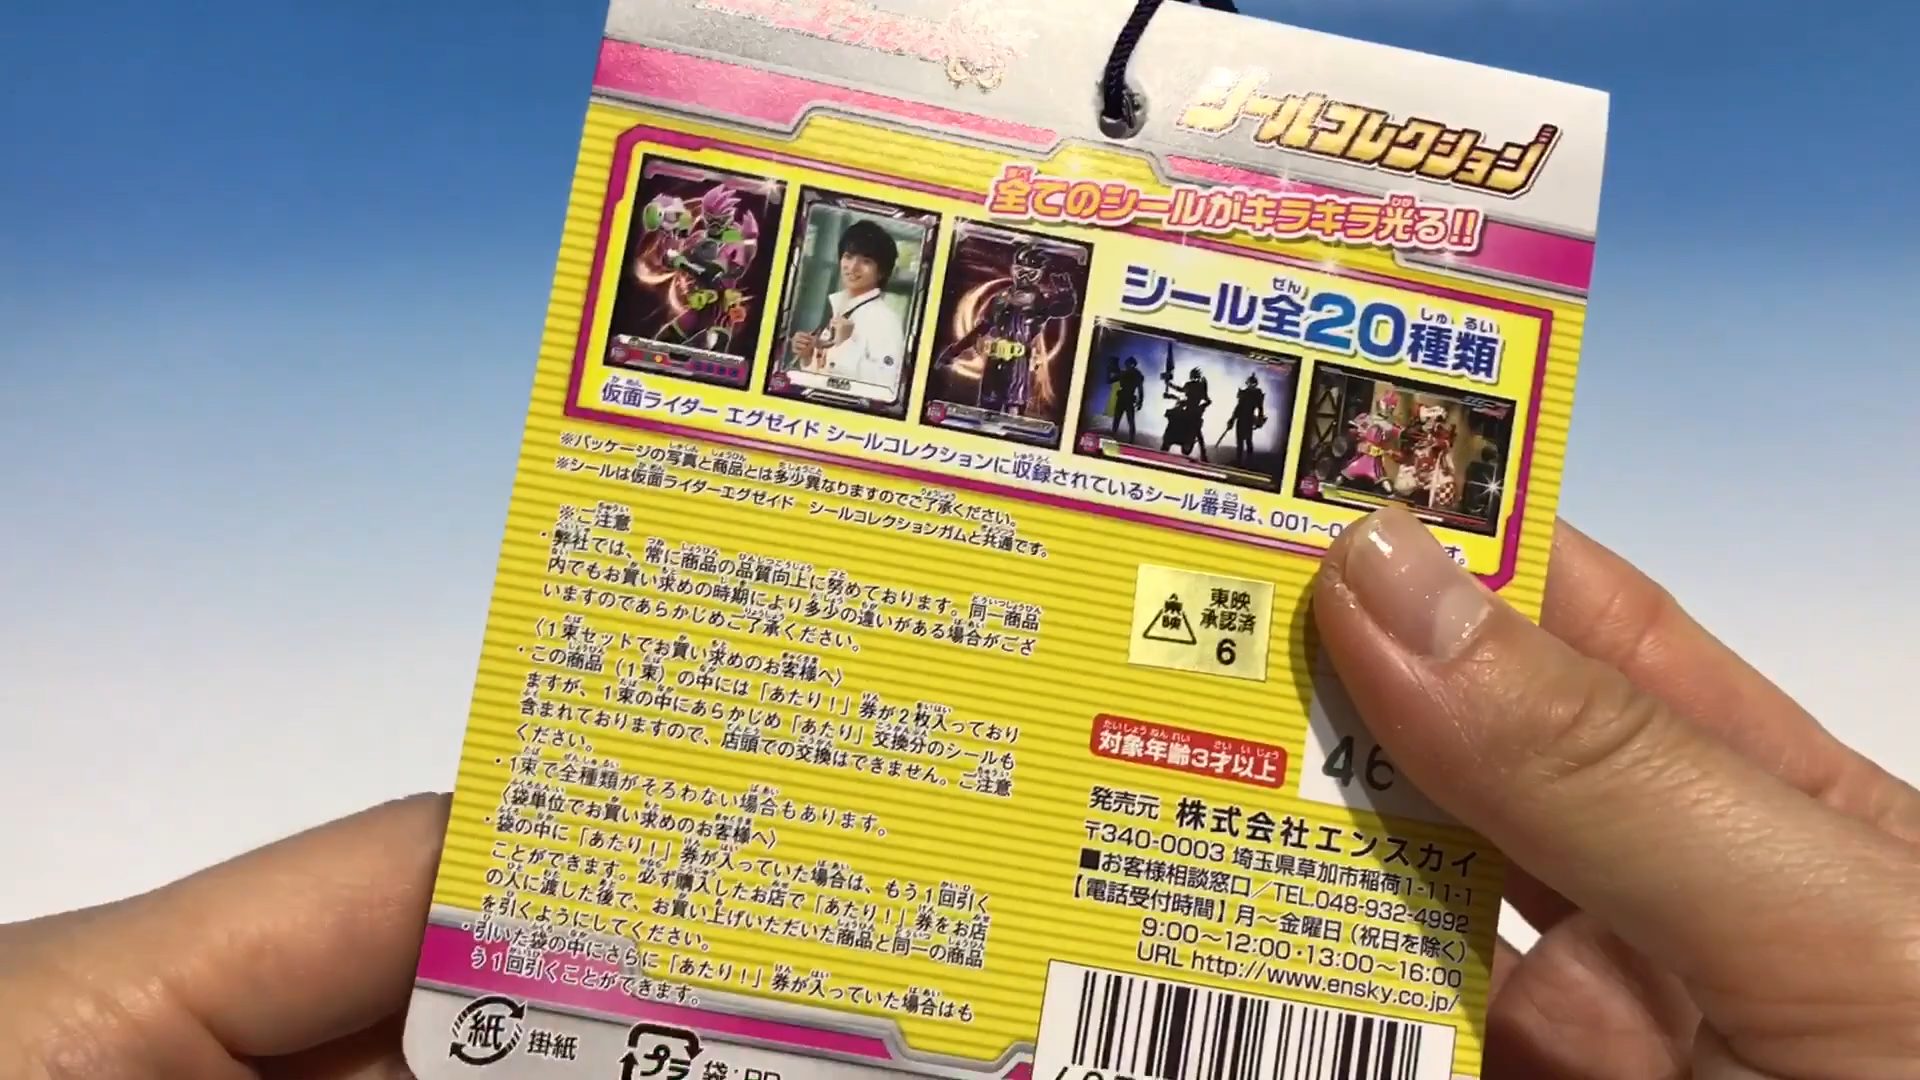 シールコレクション
全てのシールがキラキラ光る!!
シール全20種類
仮面ライダー エグゼイド シールコレクションに収録されているシール番号は、001〜0
す。
※パッケージの写真と商品とは多少異なりますのでご了承ください。
※シールは仮面ライダーエグゼイド シールコレクションガムと共通です。
※ご注意
・弊社では、常に商品の品質向上に努めております。同一商品
内でもお買い求めの時期により多少の違いがある場合がござ
いますのであらかじめご了承ください。
〈1束セットでお買い求めのお客様へ〉
・この商品(1束)の中には「あたり!」券が2枚入っており
ますが、1束の中にあらかじめ「あたり」交換分のシールも
含まれておりますので、店頭での交換はできません。ご注意
ください。
・1束で全種類がそろわない場合もあります。
〈袋単位でお買い求めのお客様へ〉
・袋の中に「あたり!」券が入っていた場合は、もう1回引く
ことができます。必ず購入したお店で「あたり!」券をお店
の人に渡した後で、お買い上げいただいた商品と同一の商品
を引くようにしてください。
・引いた袋の中にさらに「あたり!」券が入っていた場合はも
う1回引くことができます。
東映
東映
承認済
6
対象年齢3才以上
46
発売元 株式会社エンスカイ
〒340-0003 埼玉県草加市稲荷1-11-1
■お客様相談窓口/TEL.048-932-4992
【電話受付時間】月〜金曜日(祝日を除く)
9:00〜12:00・13:00〜16:00
URL http://www.ensky.co.jp/
紙 掛紙
プラ 袋:PP